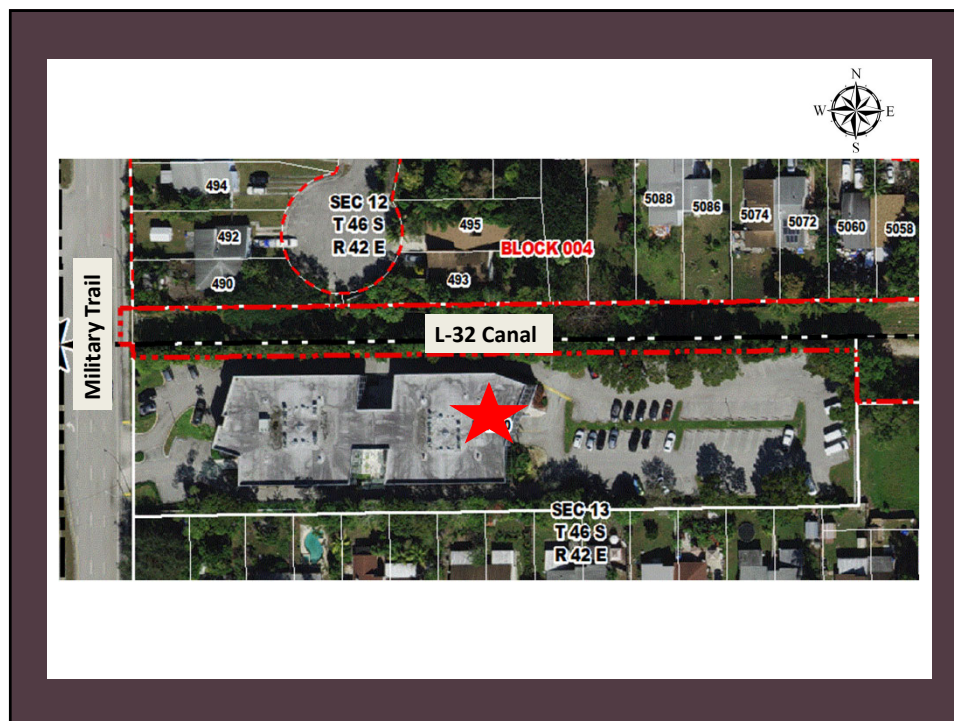 N
W E
S
494
SEC 12
T 46 S
R 42 E
492
490
495
493
BLOCK 004
5088
5086
5074
5072
5060
5058
Military Trail
L-32 Canal
SEC 13
T 46 S
R 42 E